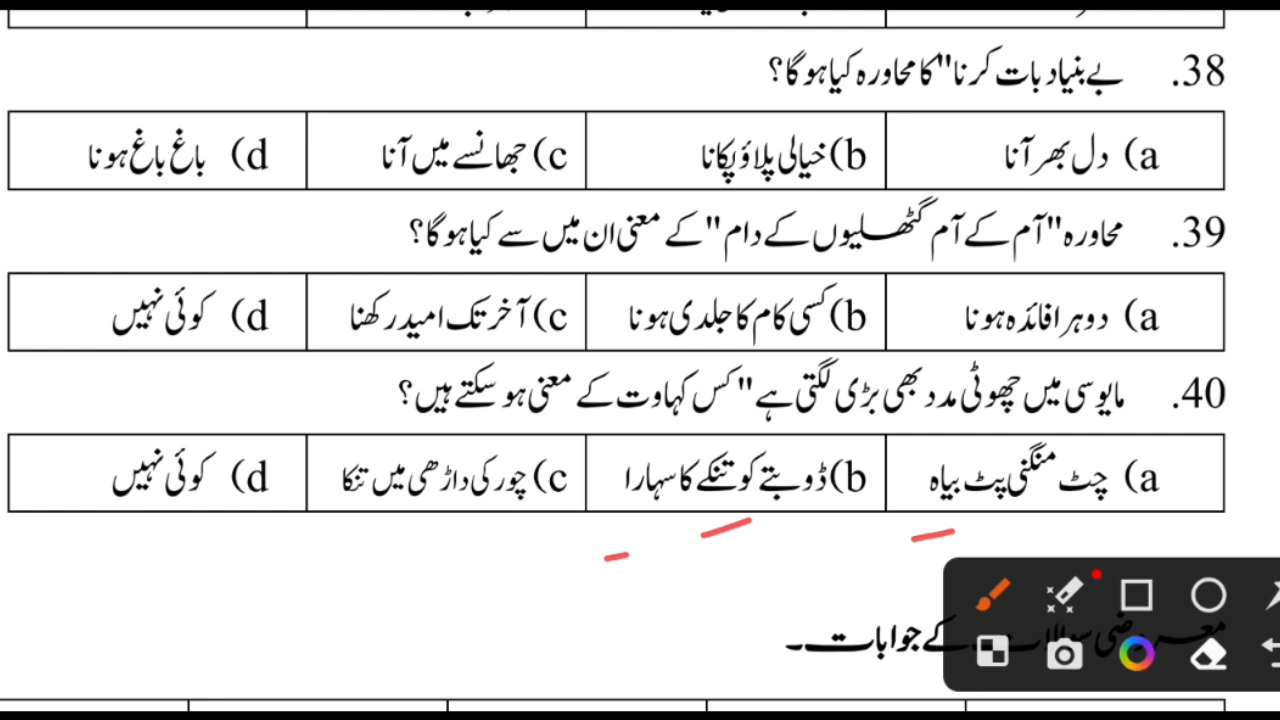 38. بے بنیاد بات کرنا" کا محاورہ کیا ہوگا؟
a) دل بھر آنا b) خیالی پلاؤ پکانا c) جھانسے میں آنا d) باغ باغ ہونا
39. محاورہ "آم کے آم گٹھلیوں کے دام" کے معنی ان میں سے کیا ہوگا؟
a) دوہرا فائدہ ہونا b) کسی کام کا جلدی ہونا c) آخر تک امید رکھنا d) کوئی نہیں
40. مایوسی میں چھوٹی مدد بھی بڑی لگتی ہے" کس کہاوت کے معنی ہو سکتے ہیں؟
a) چٹ منگنی پٹ بیاہ b) ڈوبتے کو تنکے کا سہارا c) چور کی داڑھی میں تنکا d) کوئی نہیں
کے جوابات۔